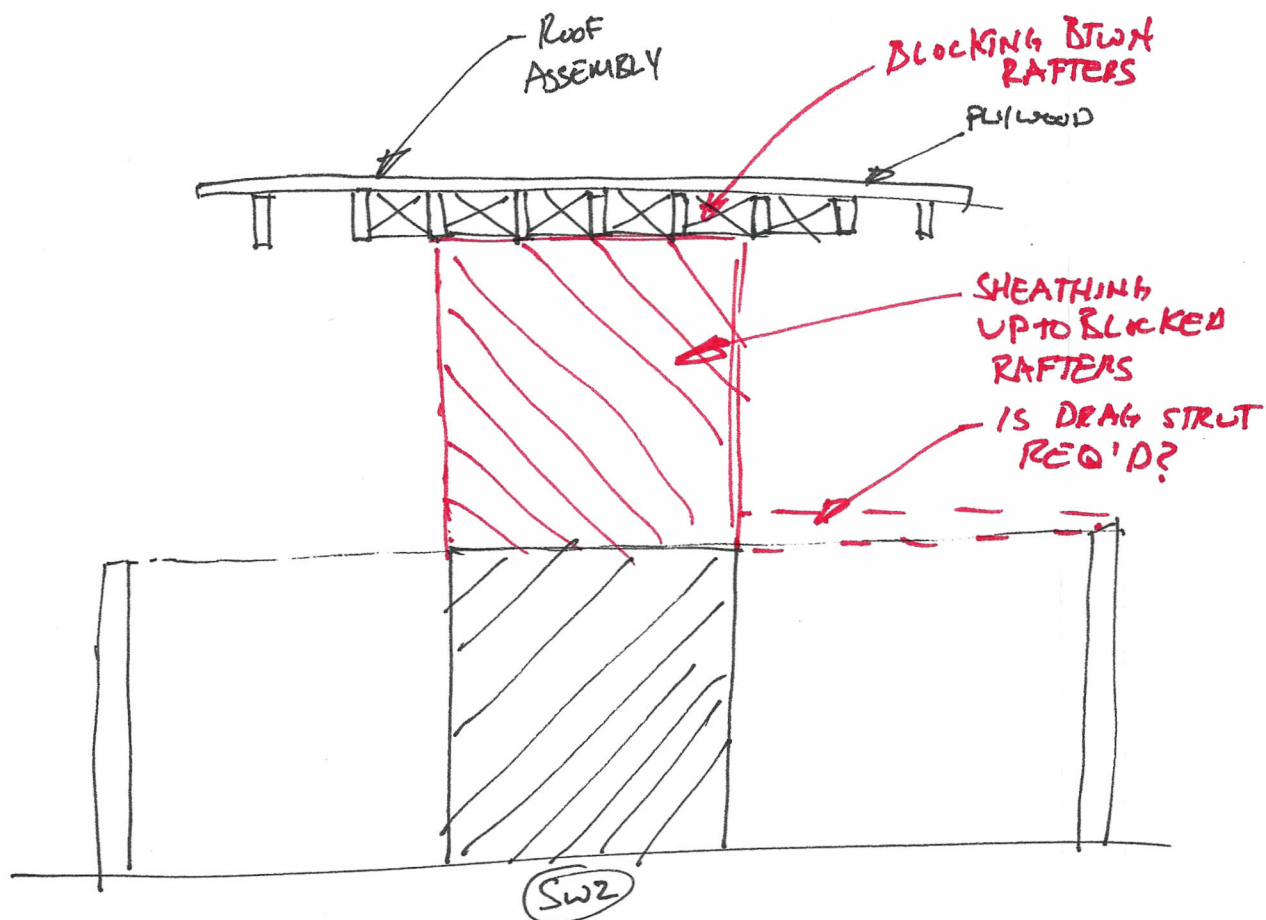 ROOF
ASSEMBLY
BLOCKING BTWN
RAFTERS
PLYWOOD
SHEATHING
UP TO BLOCKED
RAFTERS
IS DRAG STRUT
REQ'D?
SW2